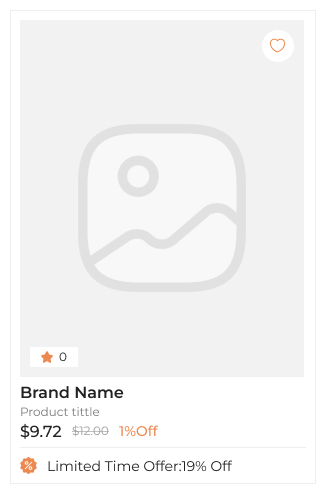 0
Brand Name
Product tittle
$9.72 $12.00 1%Off
Limited Time Offer:19% Off